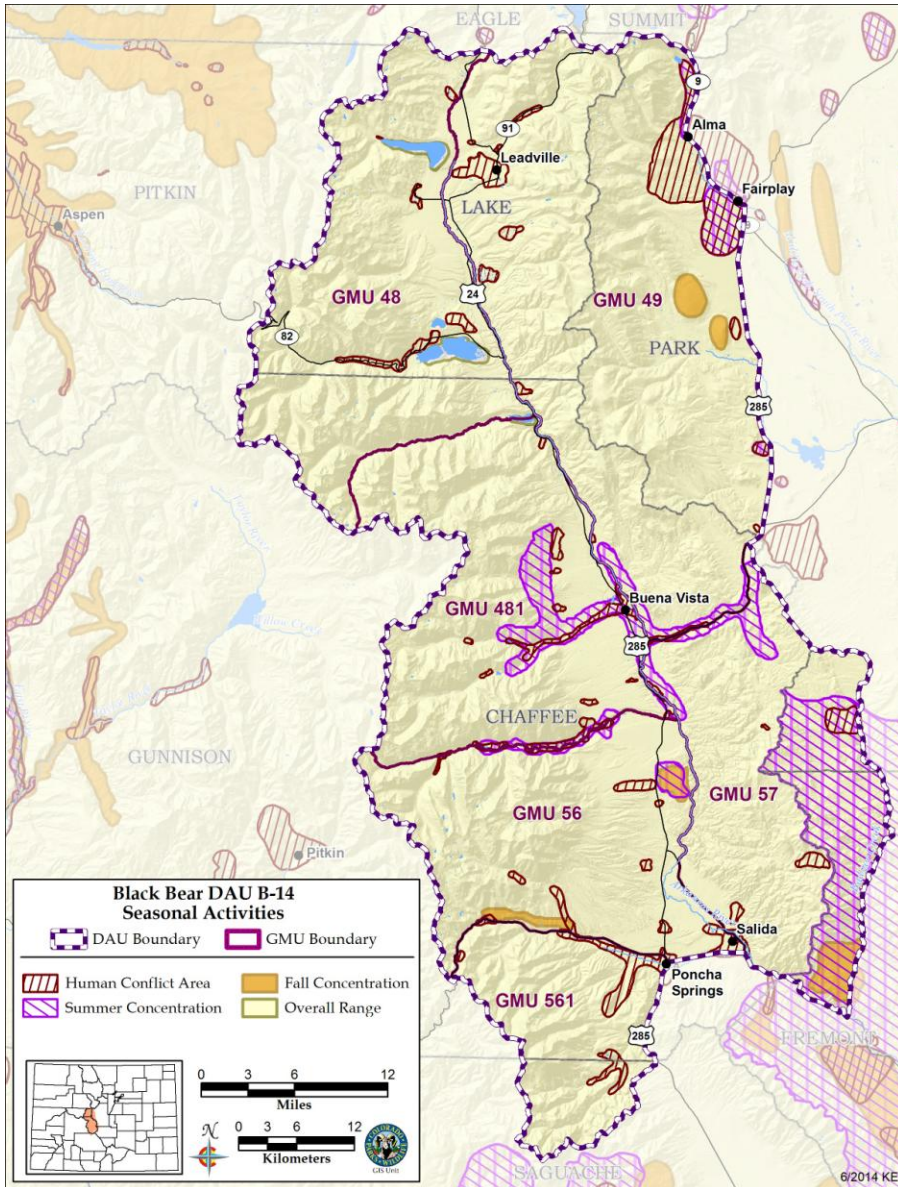 EAGLE
SUMMIT
9
Alma
91
Leadville
PITKIN
Fairplay
9
LAKE
Aspen
GMU 48
24
GMU 49
82
PARK
285
Buena Vista
GMU 481
285
CHAFFEE
GUNNISON
GMU 57
GMU 56
Pitkin
Salida
Poncha
Springs
GMU 561
FREMONT
285
SAGUACHE
Black Bear DAU B-14
Seasonal Activities
DAU Boundary
GMU Boundary
Human Conflict Area
Fall Concentration
Summer Concentration
Overall Range
0 3 6 12
Miles
N
0 3 6 12
Kilometers
GIS Unit
6/2014 KE